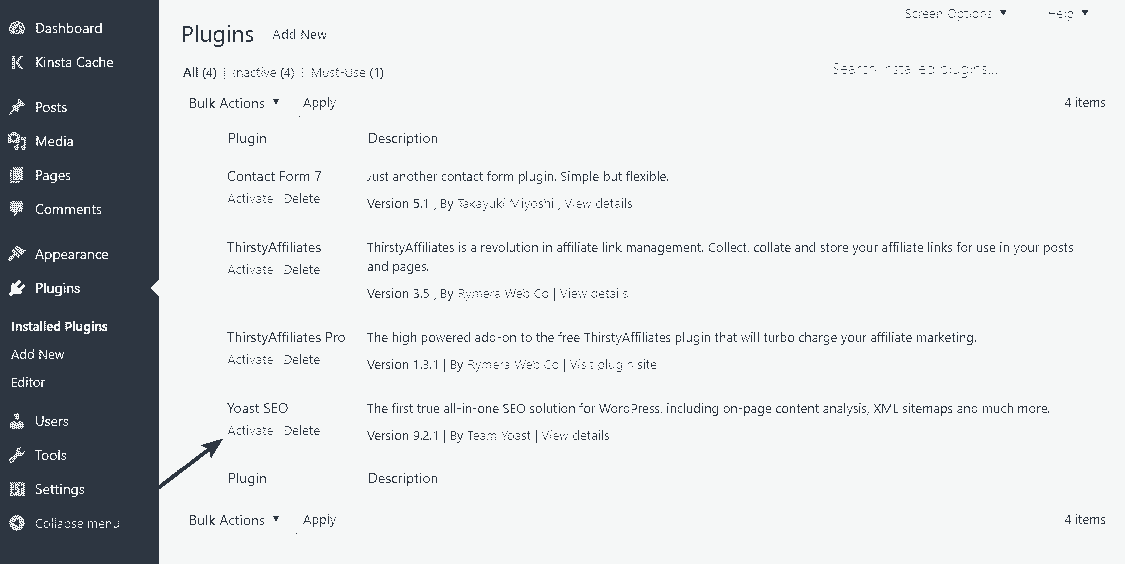 Dashboard
Kinsta Cache
Posts
Media
Pages
Comments
Appearance
Plugins
Installed Plugins
Add New
Editor
Users
Tools
Settings
Collapse menu
Screen Options ▼ Help ▼
Plugins Add New
All (4) | Inactive (4) | Must-Use (1)
Search installed plugins...
Bulk Actions ▼ Apply 4 items
Plugin Description
Contact Form 7 Just another contact form plugin. Simple but flexible.
Activate Delete Version 5.1 , By Takayuki Miyoshi , View details
ThirstyAffiliates ThirstyAffiliates is a revolution in affiliate link management. Collect, collate and store your affiliate links for use in your posts
Activate Delete and pages.
Version 3.5 , By Rymera Web Co | View details
ThirstyAffiliates Pro The high powered add-on to the free ThirstyAffiliates plugin that will turbo charge your affiliate marketing.
Activate Delete Version 1.3.1 | By Rymera Web Co | Visit plugin site
Yoast SEO The first true all-in-one SEO solution for WordPress, including on-page content analysis, XML sitemaps and much more.
Activate Delete Version 9.2.1 | By Team Yoast | View details
Plugin Description
Bulk Actions ▼ Apply 4 items